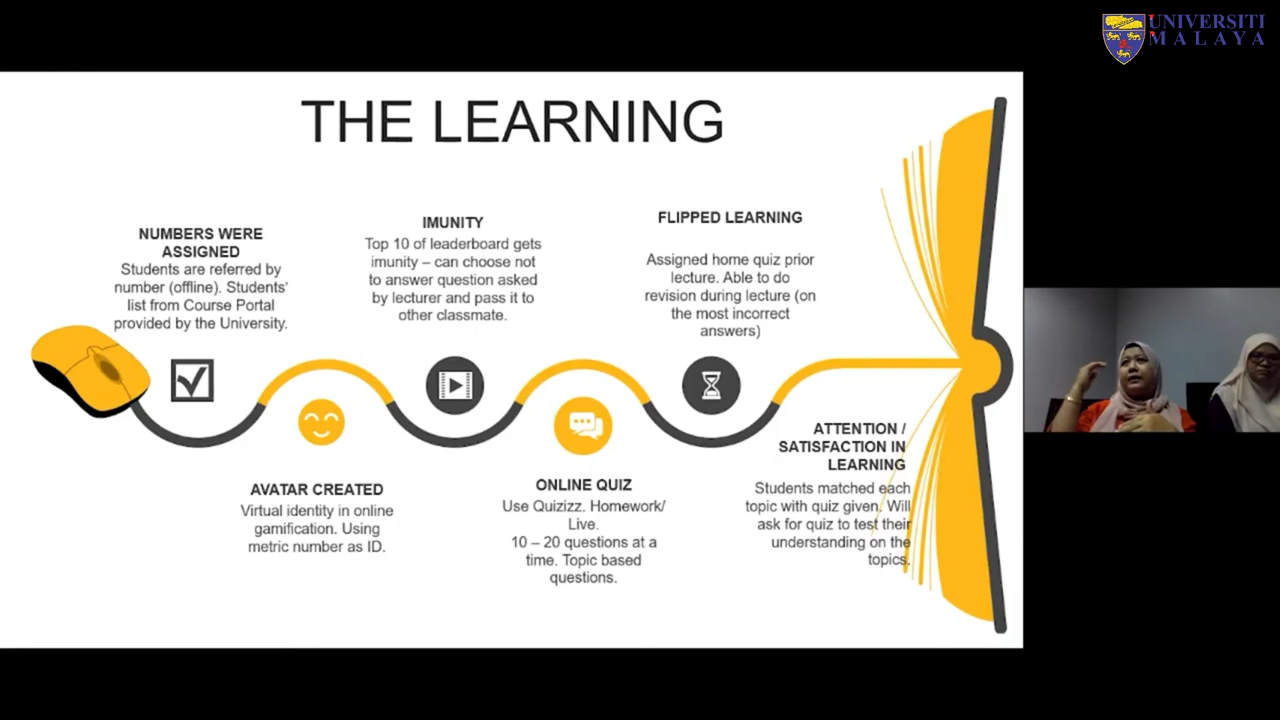 UNIVERSITI
MALAYA
THE LEARNING
NUMBERS WERE
ASSIGNED
Students are referred by
number (offline). Students'
list from Course Portal
provided by the University.
IMUNITY
Top 10 of leaderboard gets
imunity – can choose not
to answer question asked
by lecturer and pass it to
other classmate.
FLIPPED LEARNING
Assigned home quiz prior
lecture. Able to do
revision during lecture (on
the most incorrect
answers)
AVATAR CREATED
Virtual identity in online
gamification. Using
metric number as ID.
ONLINE QUIZ
Use Quizizz. Homework/
Live.
10 – 20 questions at a
time. Topic based
questions.
ATTENTION /
SATISFACTION IN
LEARNING
Students matched each
topic with quiz given. Will
ask for quiz to test their
understanding on the
topics.